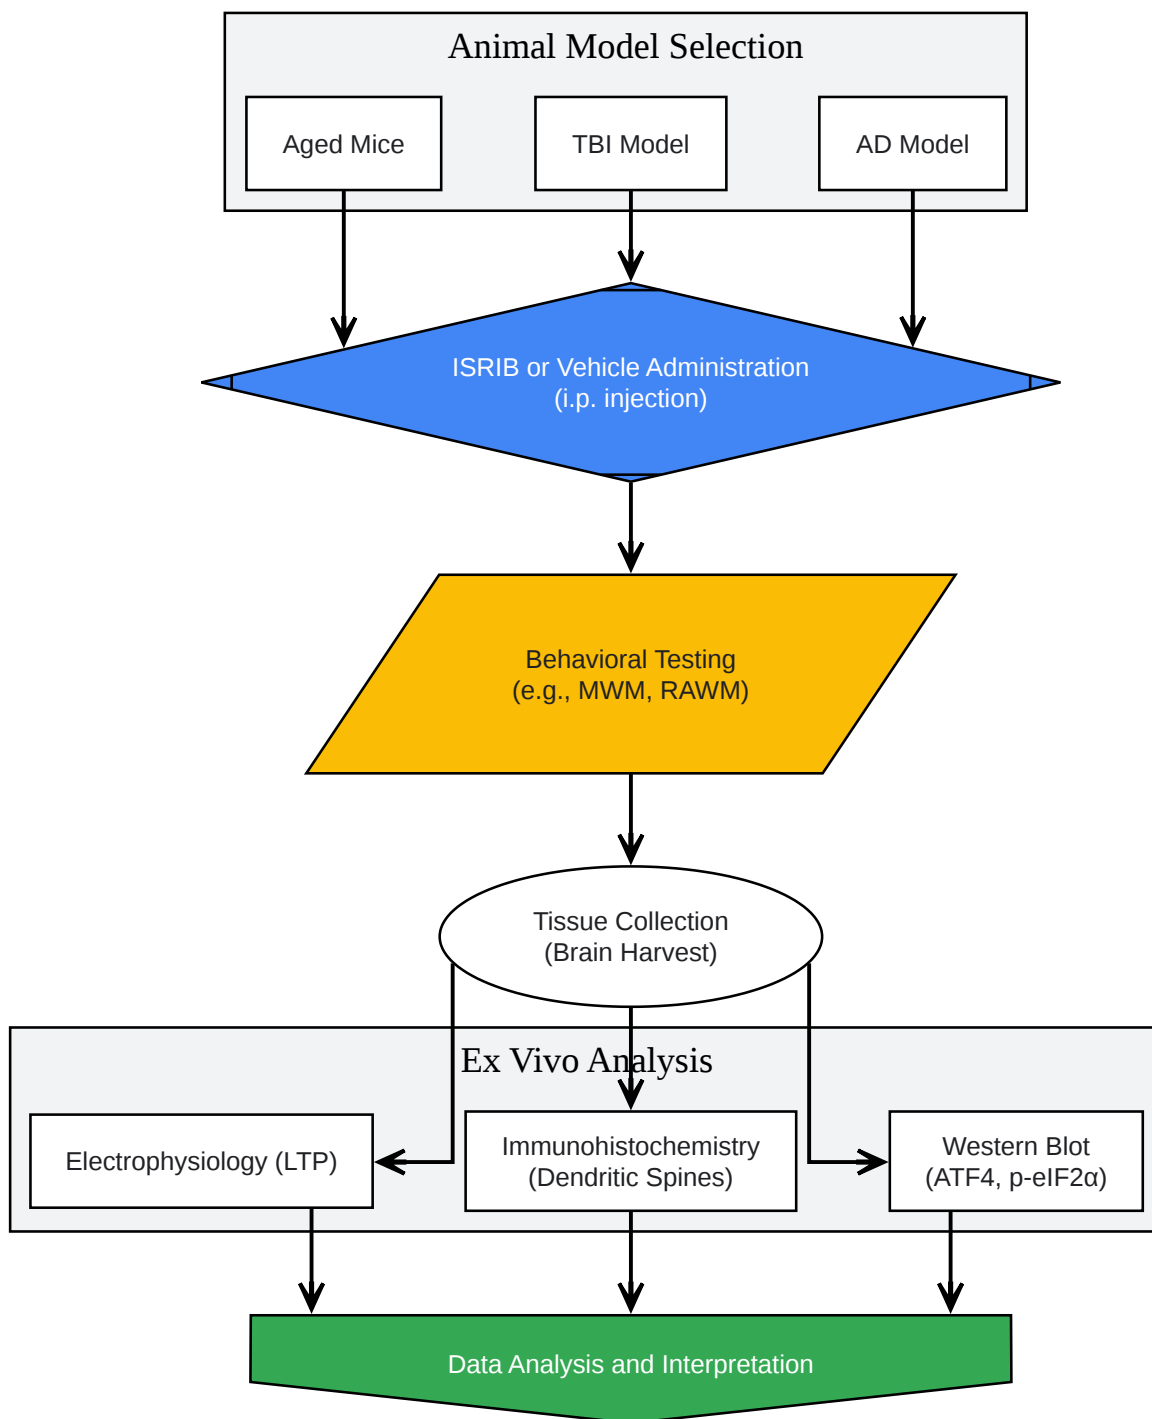 Animal Model Selection
Aged Mice
TBI Model
AD Model
ISRIB or Vehicle Administration
(i.p. injection)
Behavioral Testing
(e.g., MWM, RAWM)
Tissue Collection
(Brain Harvest)
Ex Vivo Analysis
Electrophysiology (LTP)
Immunohistochemistry
(Dendritic Spines)
Western Blot
(ATF4, p-eIF2α)
Data Analysis and Interpretation